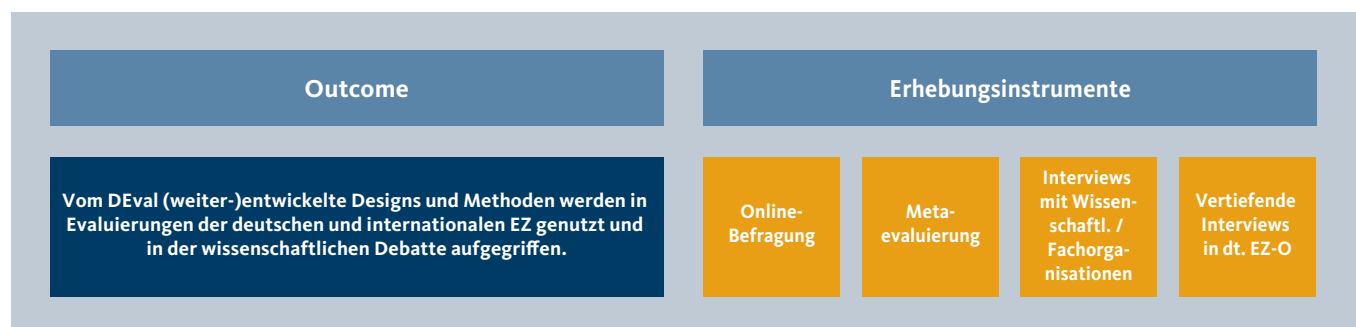 Outcome
Erhebungsinstrumente
Vom DEval (weiter-)entwickelte Designs und Methoden werden in
Evaluierungen der deutschen und internationalen EZ genutzt und
in der wissenschaftlichen Debatte aufgegriffen.
Online-
Befragung
Meta-
evaluierung
Interviews
mit Wissen-
schaftl. /
Fachorga-
nisationen
Vertiefende
Interviews
in dt. EZ-O